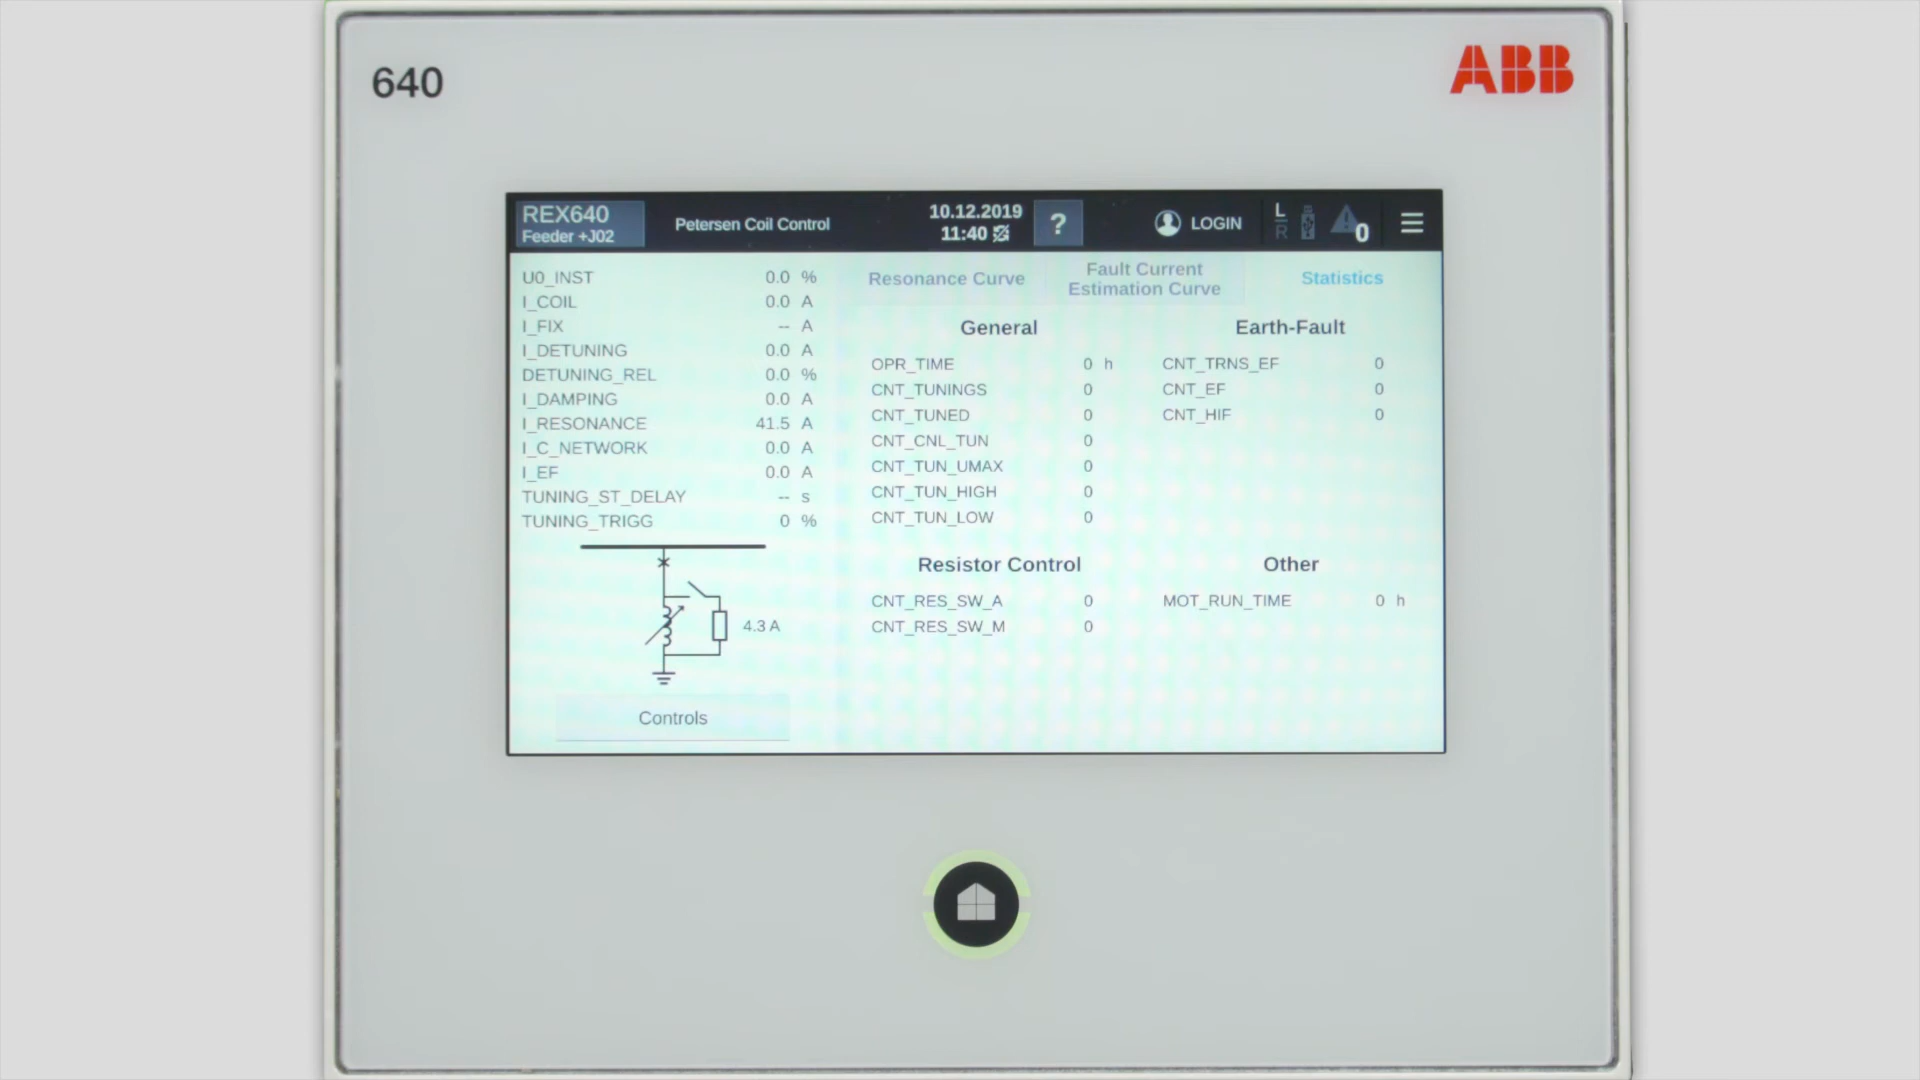 640
ABB
REX640
Feeder +J02
Petersen Coil Control
10.12.2019
11:40
?
LOGIN
L
R
0
U0_INST 0.0 %
I_COIL 0.0 A
I_FIX -- A
I_DETUNING 0.0 A
DETUNING_REL 0.0 %
I_DAMPING 0.0 A
I_RESONANCE 41.5 A
I_C_NETWORK 0.0 A
I_EF 0.0 A
TUNING_ST_DELAY -- s
TUNING_TRIGG 0 %
4.3 A
Controls
Resonance Curve
Fault Current
Estimation Curve
Statistics
General
OPR_TIME 0 h
CNT_TUNINGS 0
CNT_TUNED 0
CNT_CNL_TUN 0
CNT_TUN_UMAX 0
CNT_TUN_HIGH 0
CNT_TUN_LOW 0
Earth-Fault
CNT_TRNS_EF 0
CNT_EF 0
CNT_HIF 0
Resistor Control
CNT_RES_SW_A 0
CNT_RES_SW_M 0
Other
MOT_RUN_TIME 0 h